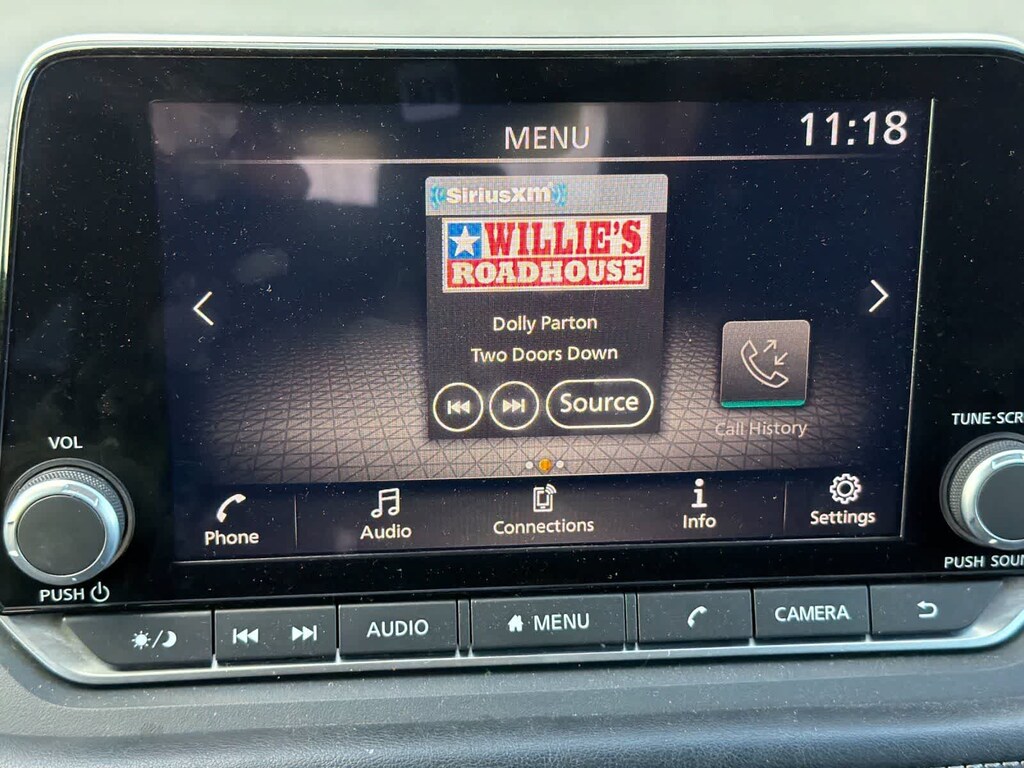 MENU
11:18
SiriusXM
WILLIE'S
ROADHOUSE
Dolly Parton
Two Doors Down
Source
Call History
VOL
TUNE-SCR
Phone
Audio
Connections
Info
Settings
PUSH
PUSH SOUN
AUDIO
MENU
CAMERA